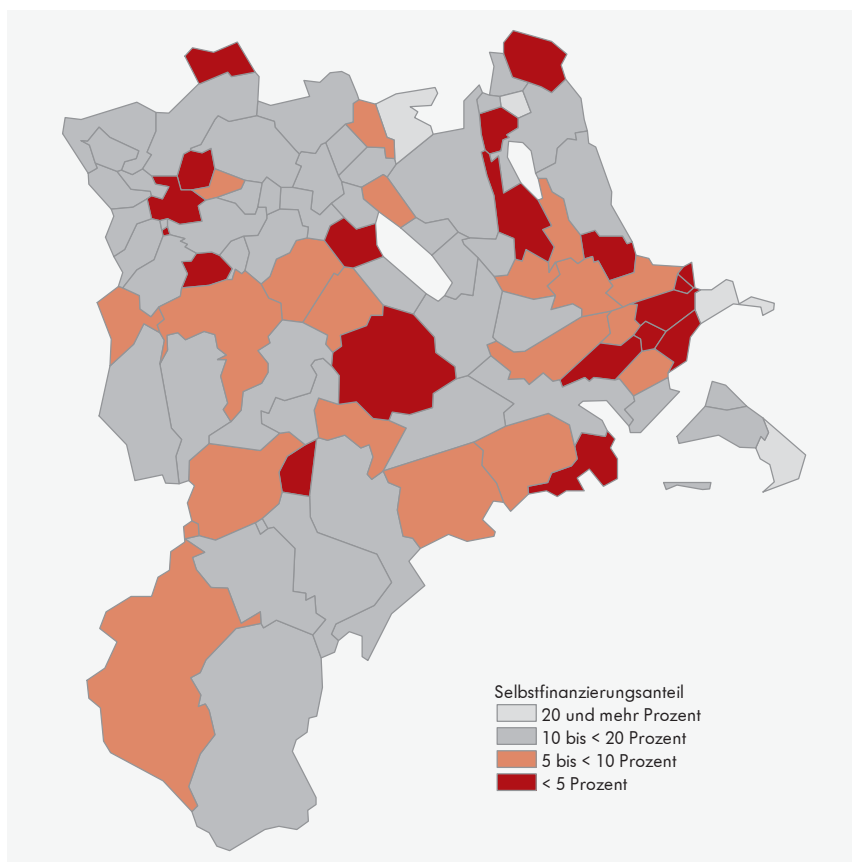 Selbstfinanzierungsanteil
20 und mehr Prozent
10 bis < 20 Prozent
5 bis < 10 Prozent
< 5 Prozent